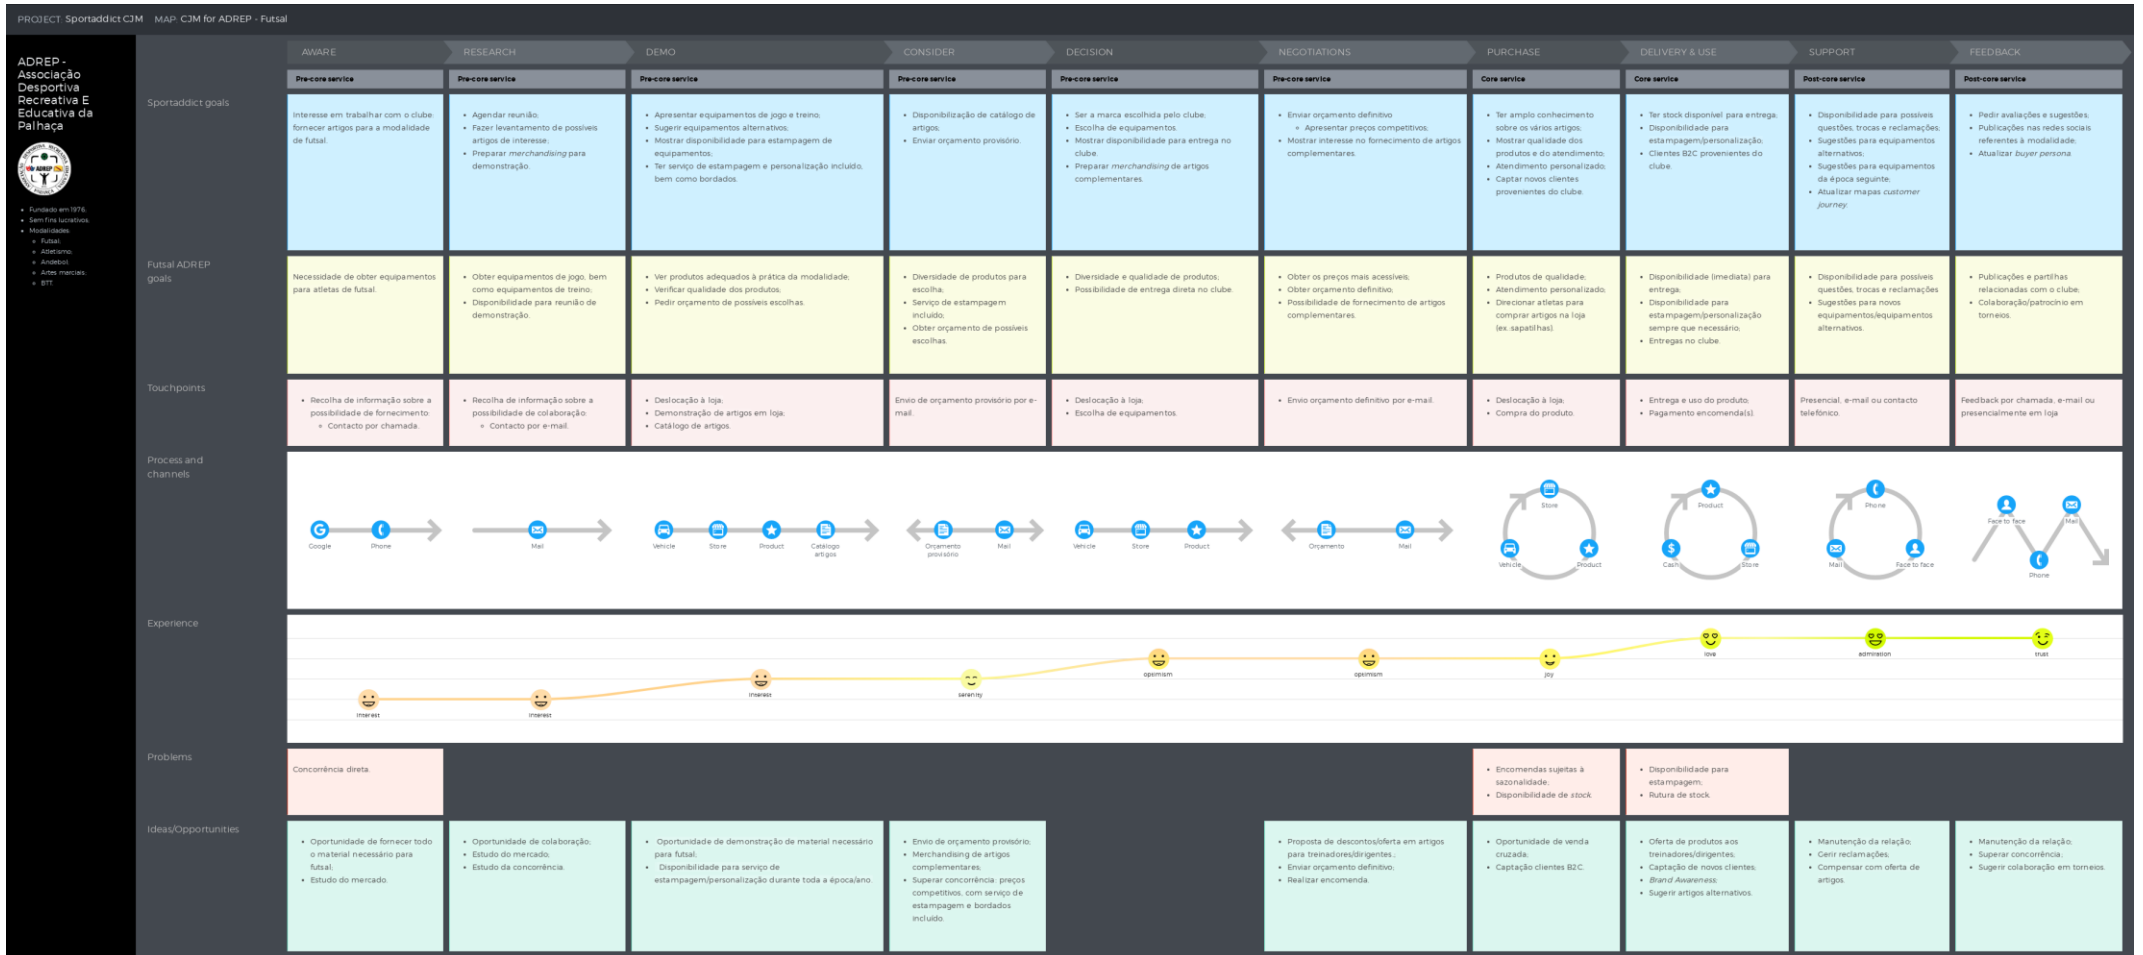 PROJECT: Sportaddict CJM MAP: CJM for ADREP - Futsal
ADREP -
Associação
Desportiva
Recreativa E
Educativa da
Palhaça
• Fundado em 1976;
• Sem fins lucrativos.
• Modalidades:
Futsal;
Atletismo;
Andebol;
Artes marciais;
BTT.
AWARE
RESEARCH
DEMO
CONSIDER
DECISION
NEGOTIATIONS
PURCHASE
DELIVERY & USE
SUPPORT
FEEDBACK
Pre-core service
Pre-core service
Pre-core service
Pre-core service
Pre-core service
Pre-core service
Core service
Core service
Post-core service
Post-core service
Sportaddict goals
Interesse em trabalhar com o clube:
fornecer artigos para a modalidade
de futsal.
• Agendar reunião;
• Fazer levantamento de possíveis
artigos de interesse;
• Preparar merchandising para
demonstração.
• Apresentar equipamentos de jogo e treino;
• Sugerir equipamentos alternativos;
• Mostrar disponibilidade para estampagem de
equipamentos;
• Ter serviço de estampagem e personalização incluído,
bem como bordados.
• Disponibilização de catálogo de
artigos;
• Enviar orçamento provisório.
• Ser a marca escolhida pelo clube;
• Escolha de equipamentos.
• Mostrar disponibilidade para entrega no
clube.
• Preparar merchandising de artigos
complementares.
• Enviar orçamento definitivo
Apresentar preços competitivos;
• Mostrar interesse no fornecimento de artigos
complementares.
• Ter amplo conhecimento
sobre os vários artigos;
• Mostrar qualidade dos
produtos e do atendimento;
• Atendimento personalizado;
• Captar novos clientes
provenientes do clube.
• Ter stock disponível para entrega;
• Disponibilidade para
estampagem/personalização;
• Clientes B2C provenientes do
clube.
• Disponibilidade para possíveis
questões, trocas e reclamações;
• Sugestões para equipamentos
alternativos;
• Sugestões para equipamentos
da época seguinte;
• Atualizar mapas customer
journey.
• Pedir avaliações e sugestões;
• Publicações nas redes sociais
referentes à modalidade;
• Atualizar buyer persona.
Futsal ADREP
goals
Necessidade de obter equipamentos
para atletas de futsal.
• Obter equipamentos de jogo, bem
como equipamentos de treino;
• Disponibilidade para reunião de
demonstração.
• Ver produtos adequados à prática da modalidade;
• Verificar qualidade dos produtos;
• Pedir orçamento de possíveis escolhas.
• Diversidade de produtos para
escolha;
• Serviço de estampagem
incluído;
• Obter orçamento de possíveis
escolhas.
• Diversidade e qualidade de produtos;
• Possibilidade de entrega direta no clube.
• Obter os preços mais acessíveis;
• Obter orçamento definitivo;
• Possibilidade de fornecimento de artigos
complementares.
• Produtos de qualidade;
• Atendimento personalizado;
• Direcionar atletas para
comprar artigos na loja
(ex.:sapatilhas).
• Disponibilidade (imediata) para
entrega;
• Disponibilidade para
estampagem/personalização
sempre que necessário;
• Entregas no clube.
• Disponibilidade para possíveis
questões, trocas e reclamações
• Sugestões para novos
equipamentos/equipamentos
alternativos.
• Publicações e partilhas
relacionadas com o clube;
• Colaboração/patrocínio em
torneios.
Touchpoints
• Recolha de informação sobre a
possibilidade de fornecimento:
Contacto por chamada.
• Recolha de informação sobre a
possibilidade de colaboração:
Contacto por e-mail.
• Deslocação à loja;
• Demonstração de artigos em loja;
• Catálogo de artigos.
Envio de orçamento provisório por e-
mail.
• Deslocação à loja;
• Escolha de equipamentos.
• Envio orçamento definitivo por e-mail.
• Deslocação à loja;
• Compra do produto.
• Entrega e uso do produto;
• Pagamento encomenda(s).
Presencial, e-mail ou contacto
telefónico.
Feedback por chamada, e-mail ou
presencialmente em loja
Process and
channels
Google
Phone
Mail
Vehicle
Store
Product
Catálogo
artigos
Orçamento
provisório
Mail
Vehicle
Store
Product
Orçamento
Mail
Store
Vehicle
Product
Product
Cash
Store
Phone
Mail
Face to face
Face to face
Mail
Phone
Experience
interest
interest
interest
serenity
optimism
optimism
joy
love
admiration
trust
Problems
Concorrência direta.
• Encomendas sujeitas à
sazonalidade;
• Disponibilidade de stock.
• Disponibilidade para
estampagem;
• Rutura de stock.
Ideas/Opportunities
• Oportunidade de fornecer todo
o material necessário para
futsal;
• Estudo do mercado.
• Oportunidade de colaboração;
• Estudo do mercado;
• Estudo da concorrência.
• Oportunidade de demonstração de material necessário
para futsal;
• Disponibilidade para serviço de
estampagem/personalização durante toda a época/ano.
• Envio de orçamento provisório;
• Merchandising de artigos
complementares;
• Superar concorrência: preços
competitivos, com serviço de
estampagem e bordados
incluído.
• Proposta de descontos/oferta em artigos
para treinadores/dirigentes...
• Enviar orçamento definitivo;
• Realizar encomenda.
• Oportunidade de venda
cruzada;
• Captação clientes B2C.
• Oferta de produtos aos
treinadores/dirigentes;
• Captação de novos clientes.
• Brand Awareness;
• Sugerir artigos alternativos.
• Manutenção da relação;
• Gerir reclamações;
• Compensar com oferta de
artigos.
• Manutenção da relação;
• Superar concorrência;
• Sugerir colaboração em torneios.